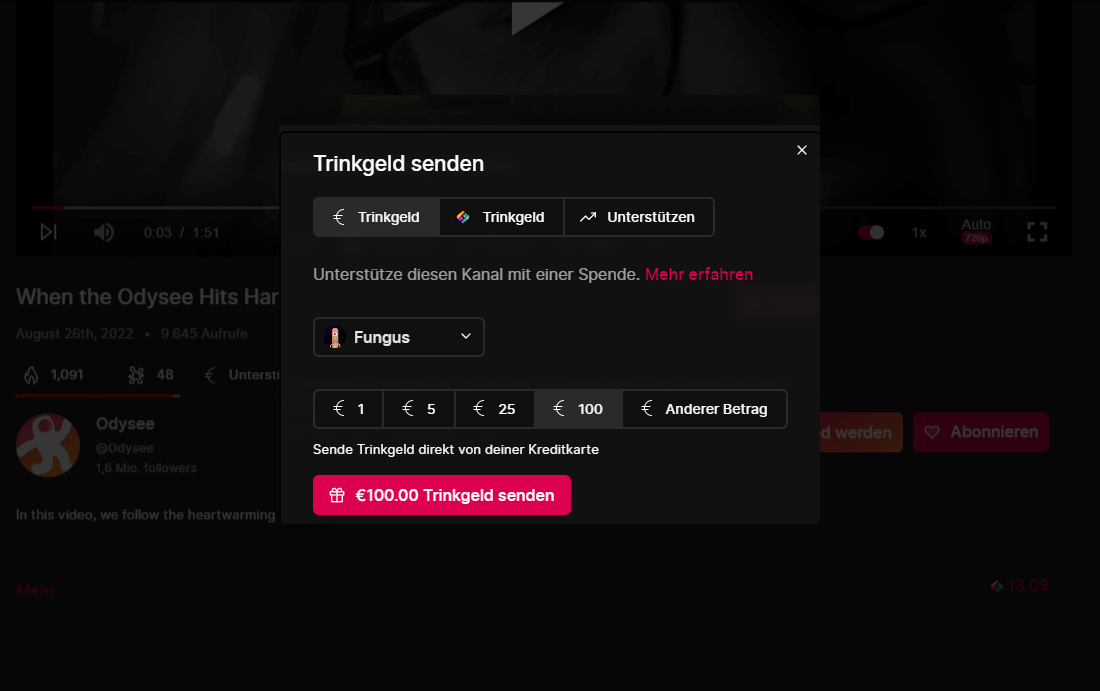 Trinkgeld senden
€ Trinkgeld Trinkgeld Unterstützen
0:03 / 1:51
1x
Auto
720p
Unterstütze diesen Kanal mit einer Spende. Mehr erfahren
When the Odysee Hits Har
August 26th, 2022 • 9.645 Aufrufe
Fungus
1,091 48 € Unterst
€ 1 € 5 € 25 € 100 € Anderer Betrag
Odysee
@Odysee
1,6 Mio. followers
d werden
Abonnieren
Sende Trinkgeld direkt von deiner Kreditkarte
€100.00 Trinkgeld senden
In this video, we follow the heartwarming
Mehr
13.09